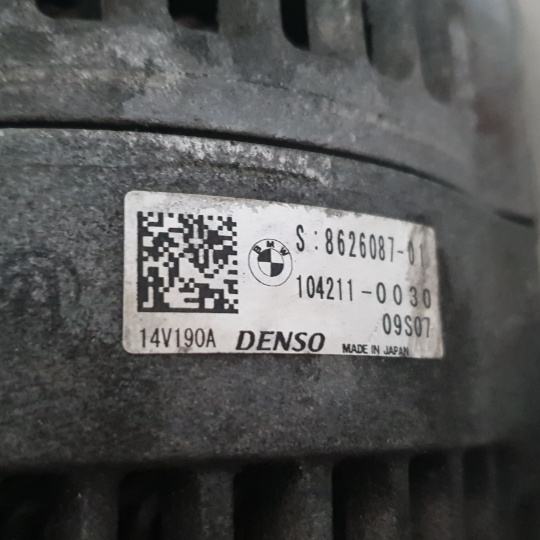 BMW
S:8626087-01
104211-0030
09S07
14V190A DENSO MADE IN JAPAN